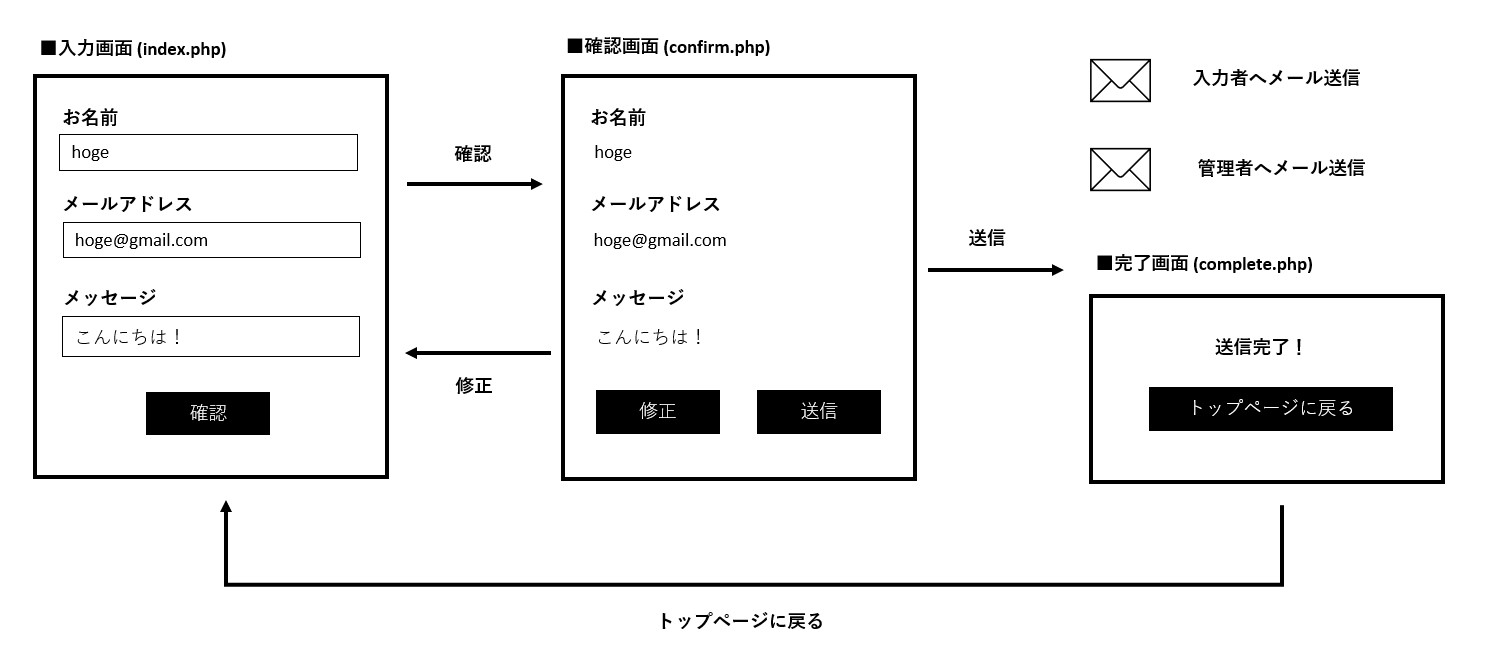 ■入力画面 (index.php)
お名前
hoge
メールアドレス
hoge@gmail.com
メッセージ
こんにちは！
確認
確認
修正
■確認画面 (confirm.php)
お名前
hoge
メールアドレス
hoge@gmail.com
メッセージ
こんにちは！
修正 送信
送信
入力者へメール送信
管理者へメール送信
■完了画面 (complete.php)
送信完了！
トップページに戻る
トップページに戻る